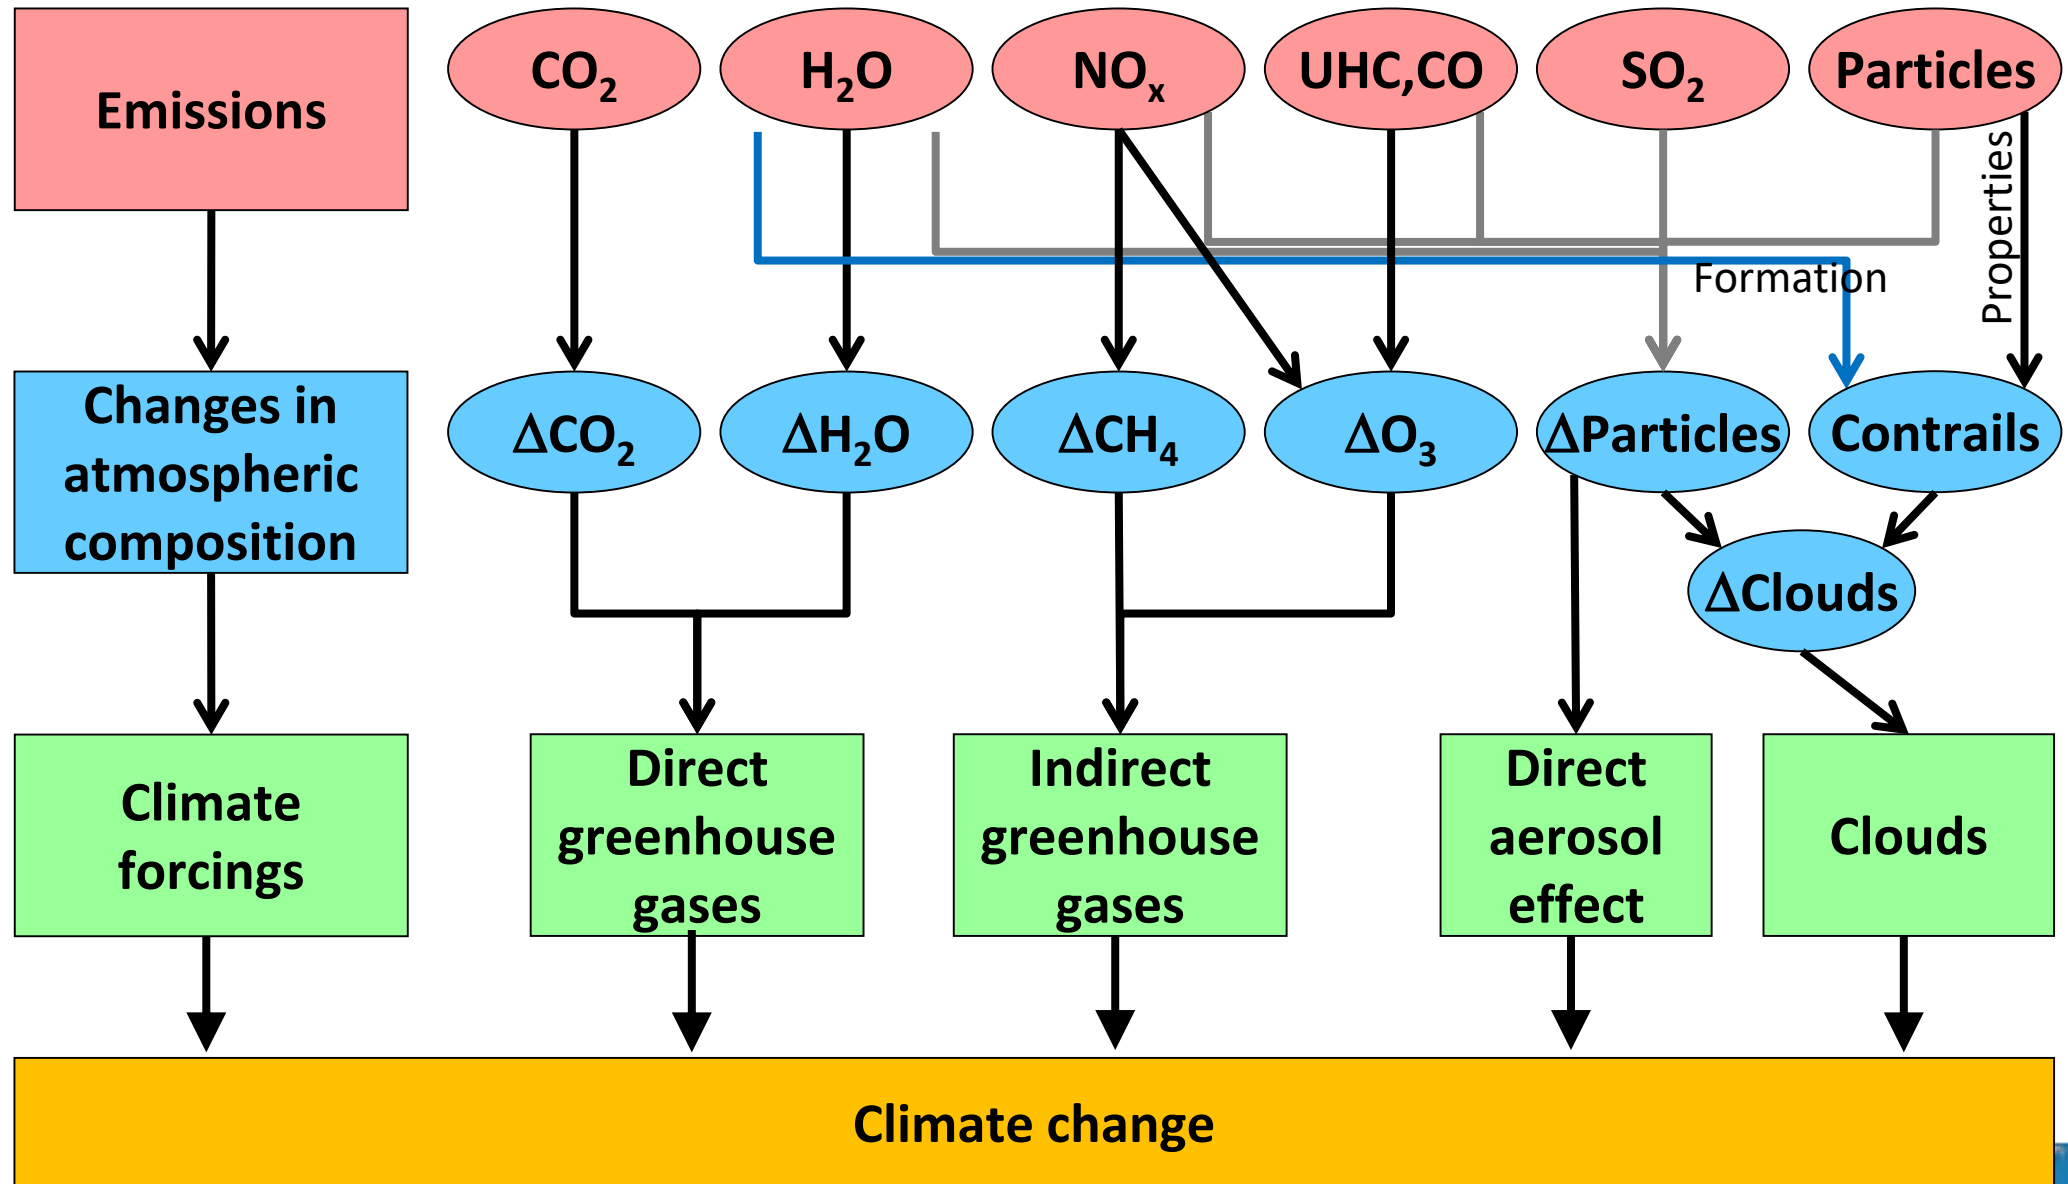 Emissions
CO₂
H₂O
NOₓ
UHC,CO
SO₂
Particles
Properties
Formation
Changes in
atmospheric
composition
ΔCO₂
ΔH₂O
ΔCH₄
ΔO₃
ΔParticles
Contrails
ΔClouds
Climate
forcings
Direct
greenhouse
gases
Indirect
greenhouse
gases
Direct
aerosol
effect
Clouds
Climate change